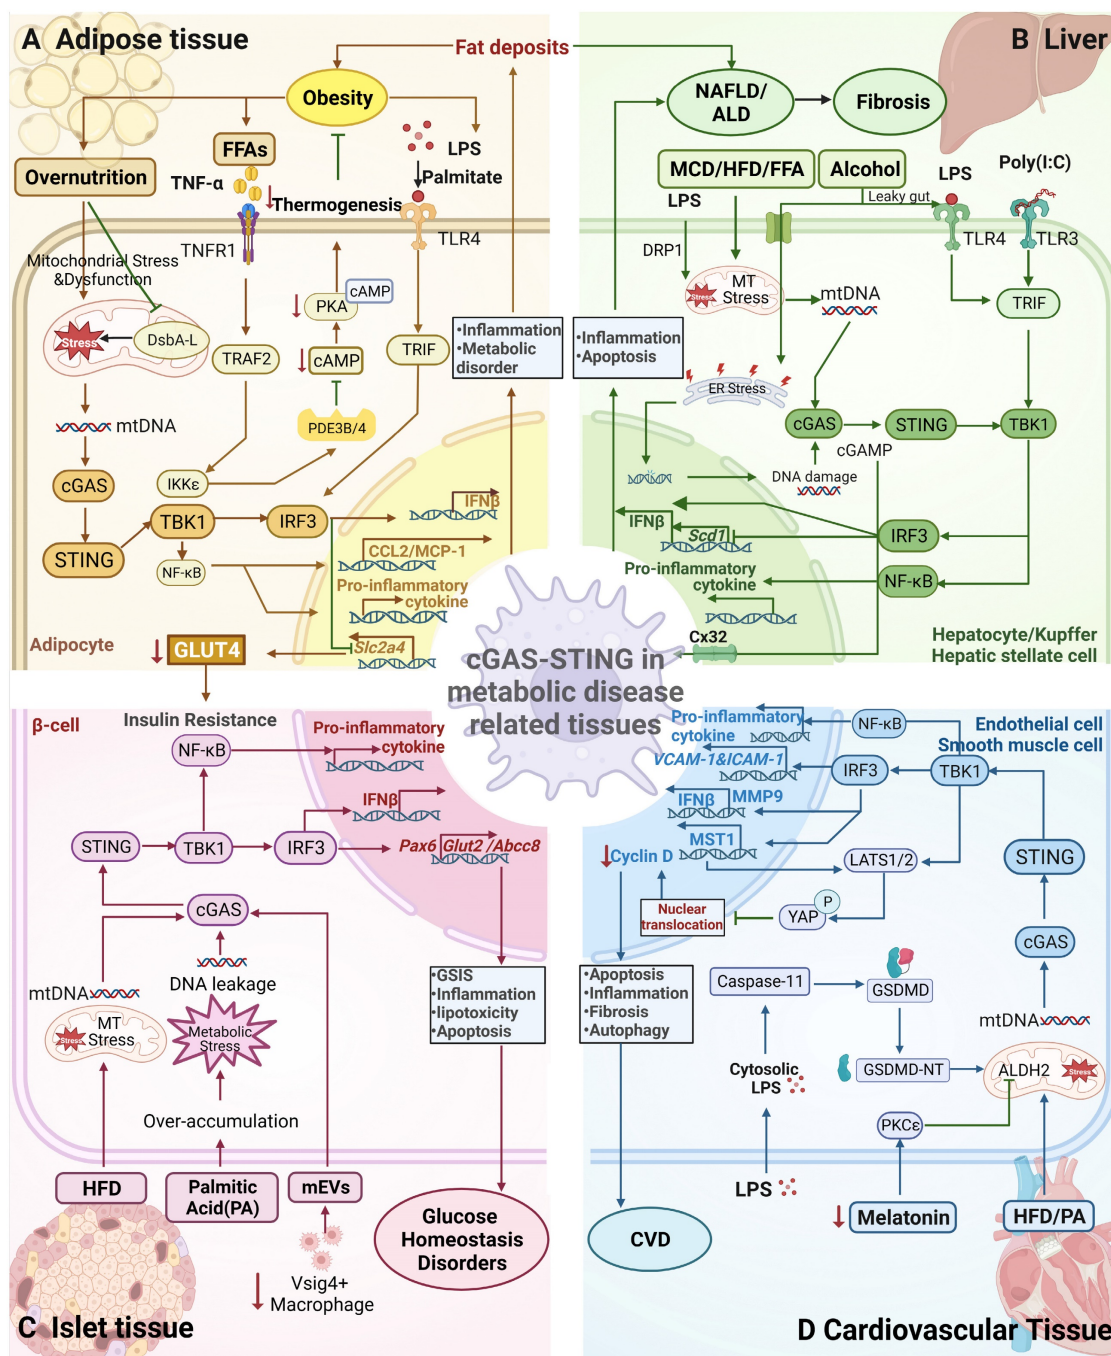 A Adipose tissue
Fat deposits
Obesity
FFAs
LPS
Overnutrition
TNF-α
Palmitate
Thermogenesis
TNFR1
TLR4
Mitochondrial Stress
&Dysfunction
cAMP
PKA
Stress
DsbA-L
TRAF2
cAMP
TRIF
•Inflammation
•Metabolic
disorder
mtDNA
PDE3B/4
cGAS
IKKε
IFNβ
TBK1
IRF3
STING
NF-κB
CCL2/MCP-1
Pro-inflammatory
cytokine
Adipocyte
GLUT4
Slc2a4
Insulin Resistance
B Liver
NAFLD/
ALD
Fibrosis
MCD/HFD/FFA
Alcohol
LPS
Poly(I:C)
LPS
Leaky gut
DRP1
TLR4
TLR3
MT
Stress
Stress
mtDNA
TRIF
•Inflammation
•Apoptosis
ER Stress
cGAS
STING
TBK1
cGAMP
DNA damage
IFNβ
Scd1
IRF3
Pro-inflammatory
cytokine
NF-κB
Cx32
Hepatocyte/Kupffer
Hepatic stellate cell
cGAS-STING in
metabolic disease
related tissues
β-cell
NF-κB
Pro-inflammatory
cytokine
IFNβ
STING
TBK1
IRF3
Pax6
Glut2 /Abcc8
cGAS
DNA leakage
mtDNA
MT
Stress
Stress
Metabolic
Stress
•GSIS
•Inflammation
•lipotoxicity
•Apoptosis
Over-accumulation
HFD
Palmitic
Acid(PA)
mEVs
Glucose
Homeostasis
Disorders
Vsig4+
Macrophage
C Islet tissue
Pro-inflammatory
cytokine
NF-κB
Endothelial cell
Smooth muscle cell
VCAM-1&ICAM-1
IRF3
TBK1
IFNβ
MMP9
MST1
Cyclin D
LATS1/2
STING
Nuclear
translocation
YAP
P
cGAS
•Apoptosis
•Inflammation
•Fibrosis
•Autophagy
Caspase-11
GSDMD
mtDNA
Cytosolic
LPS
GSDMD-NT
ALDH2
Stress
PKCε
LPS
Melatonin
HFD/PA
CVD
D Cardiovascular Tissue